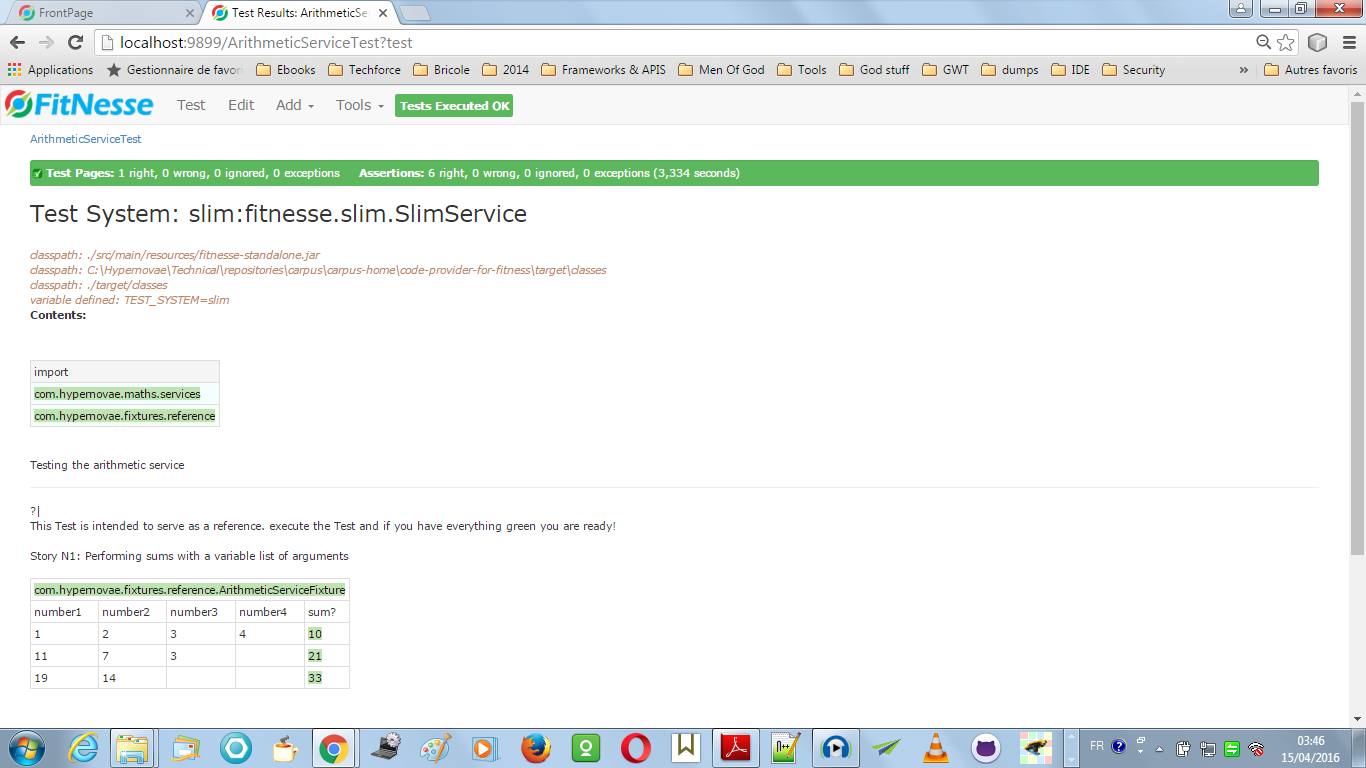 FrontPage
Test Results: ArithmeticSe
localhost:9899/ArithmeticServiceTest?test
Applications Gestionnaire de favori Ebooks Techforce Bricole 2014 Frameworks & APIS Men Of God Tools God stuff GWT dumps IDE Security » Autres favoris
FitNesse Test Edit Add Tools Tests Executed OK
ArithmeticServiceTest
Test Pages: 1 right, 0 wrong, 0 ignored, 0 exceptions Assertions: 6 right, 0 wrong, 0 ignored, 0 exceptions (3,334 seconds)
Test System: slim:fitnesse.slim.SlimService
classpath: ./src/main/resources/fitnesse-standalone.jar
classpath: C:\Hypernovae\Technical\repositories\carpus\carpus-home\code-provider-for-fitness\target\classes
classpath: ./target/classes
variable defined: TEST_SYSTEM=slim
Contents:
import
com.hypernovae.maths.services
com.hypernovae.fixtures.reference
Testing the arithmetic service
?|
This Test is intended to serve as a reference. execute the Test and if you have everything green you are ready!
Story N1: Performing sums with a variable list of arguments
com.hypernovae.fixtures.reference.ArithmeticServiceFixture
number1 number2 number3 number4 sum?
1 2 3 4 10
11 7 3 21
19 14 33
FR
03:46
15/04/2016